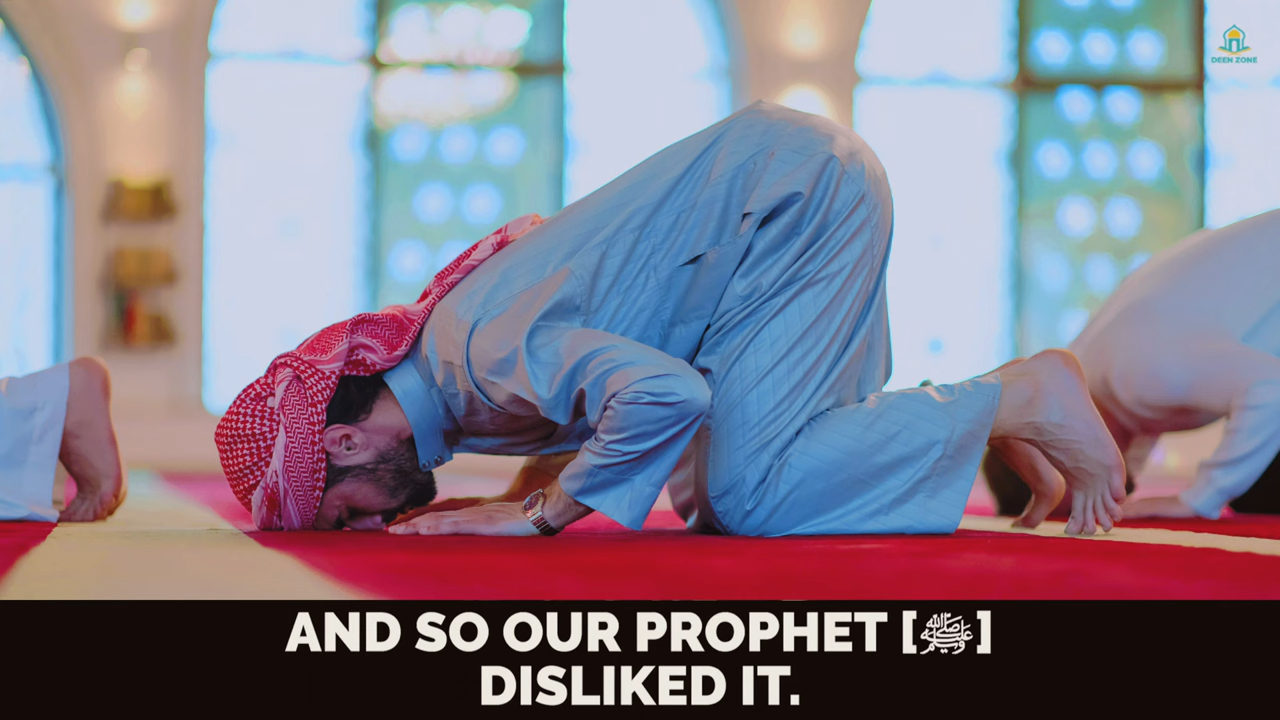 DEEN ZONE
AND SO OUR PROPHET [ﷺ]
DISLIKED IT.